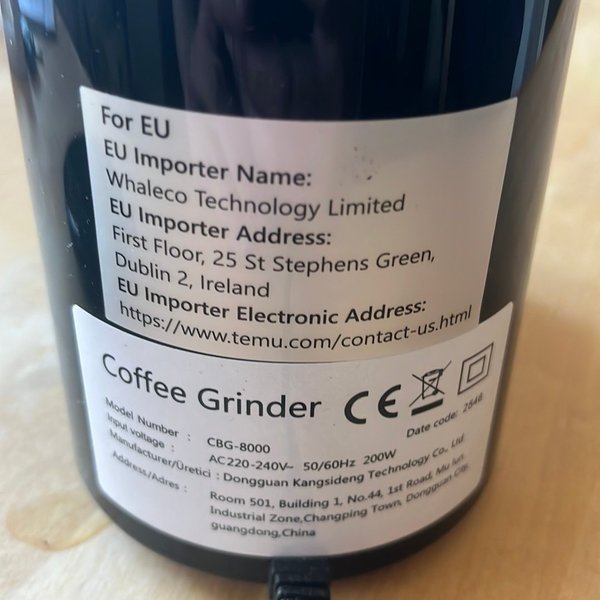 For EU
EU Importer Name:
Whaleco Technology Limited
EU Importer Address:
First Floor, 25 St Stephens Green,
Dublin 2, Ireland
EU Importer Electronic Address:
https://www.temu.com/contact-us.html
Coffee Grinder CE
Date code: 2548
Model Number : CBG-8000
Input voltage : AC220-240V~ 50/60Hz 200W
Manufacturer/Üretici : Dongguan Kangsideng Technology Co., Ltd.
Address/Adres : Room 501, Building 1, No.44, 1st Road, Mu lun,
Industrial Zone,Changping Town, Dongguan City,
guangdong,China